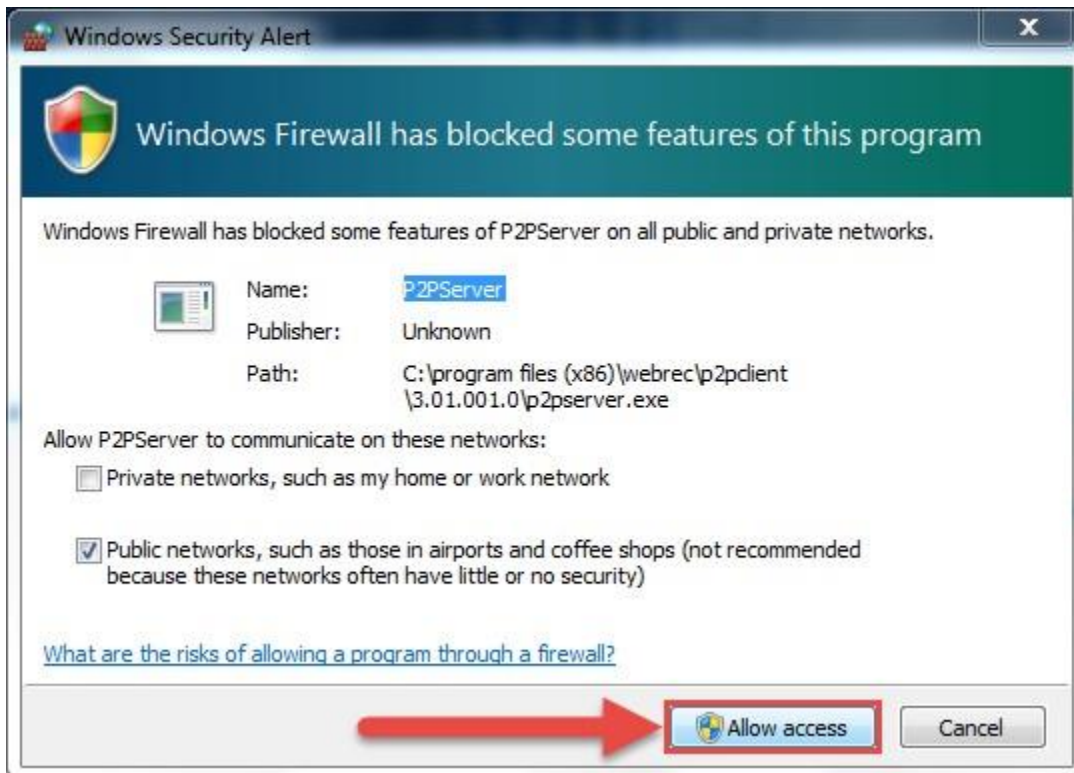 Windows Security Alert
Windows Firewall has blocked some features of this program
Windows Firewall has blocked some features of P2PServer on all public and private networks.
Name: P2PServer
Publisher: Unknown
Path: C:\program files (x86)\webrec\p2pclient
\3.01.001.0\p2pserver.exe
Allow P2PServer to communicate on these networks:
Private networks, such as my home or work network
Public networks, such as those in airports and coffee shops (not recommended
because these networks often have little or no security)
What are the risks of allowing a program through a firewall?
Allow access Cancel